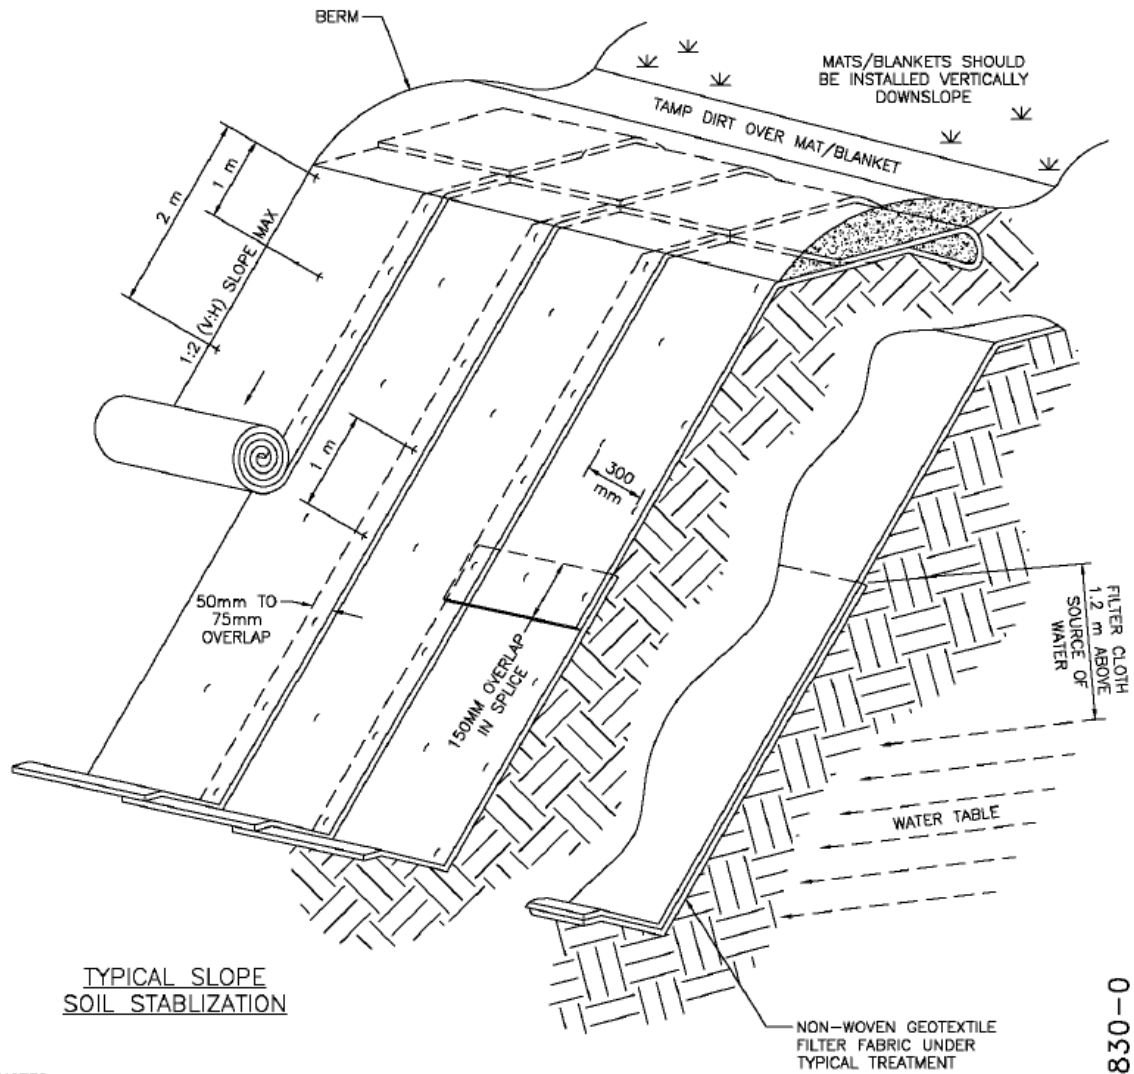 BERM
MATS/BLANKETS SHOULD
BE INSTALLED VERTICALLY
DOWNSLOPE
TAMP DIRT OVER MAT/BLANKET
2 m
1 m
1:2 (V:H) SLOPE MAX
1 m
300
mm
50mm TO
75mm
OVERLAP
150MM OVERLAP
IN SPLICE
FILTER CLOTH
1.2 m ABOVE
SOURCE OF
WATER
WATER TABLE
TYPICAL SLOPE
SOIL STABLIZATION
NON-WOVEN GEOTEXTILE
FILTER FABRIC UNDER
TYPICAL TREATMENT
830-0